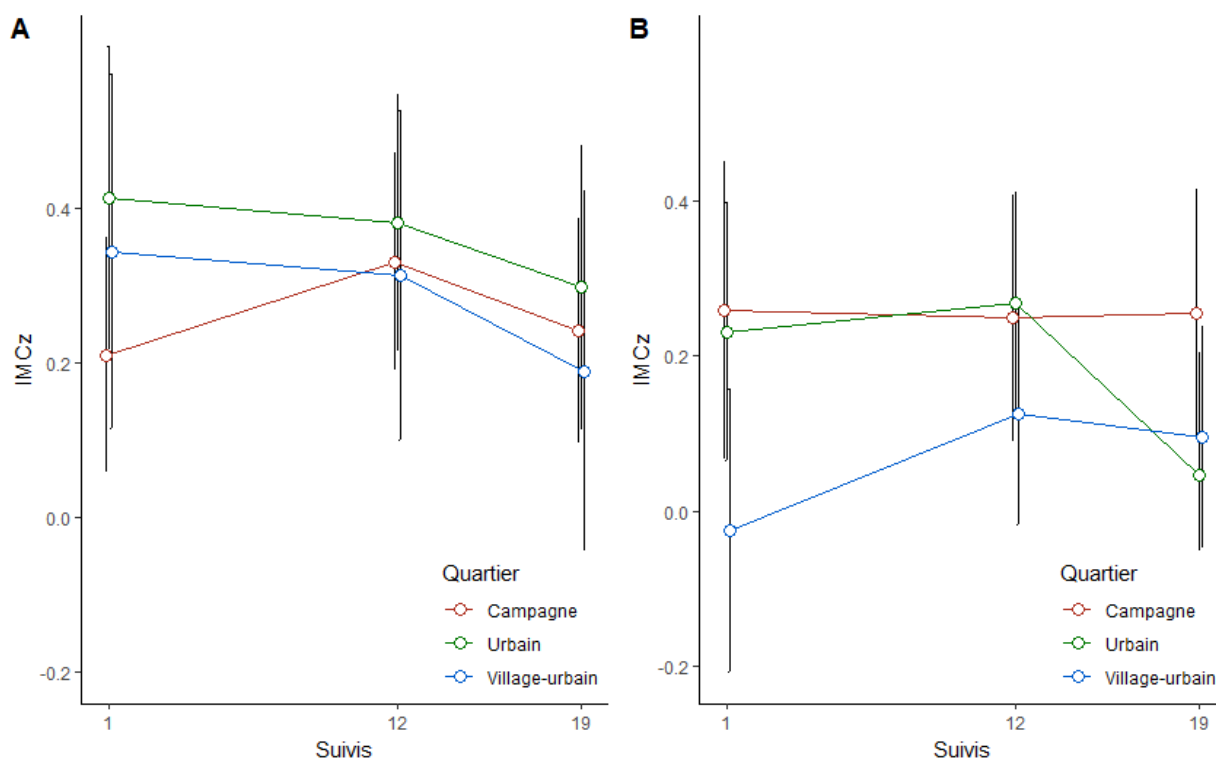 A
IMCz
0.4
0.2
0.0
-0.2
1
12
19
Suivis
Quartier
Campagne
Urbain
Village-urbain
B
IMCz
0.4
0.2
0.0
-0.2
1
12
19
Suivis
Quartier
Campagne
Urbain
Village-urbain